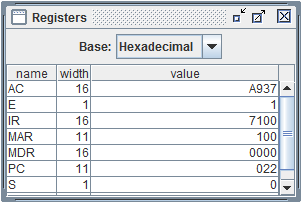 Registers
Base: Hexadecimal
name width value
AC 16 A937
E 1 1
IR 16 7100
MAR 11 100
MDR 16 0000
PC 11 022
S 1 0